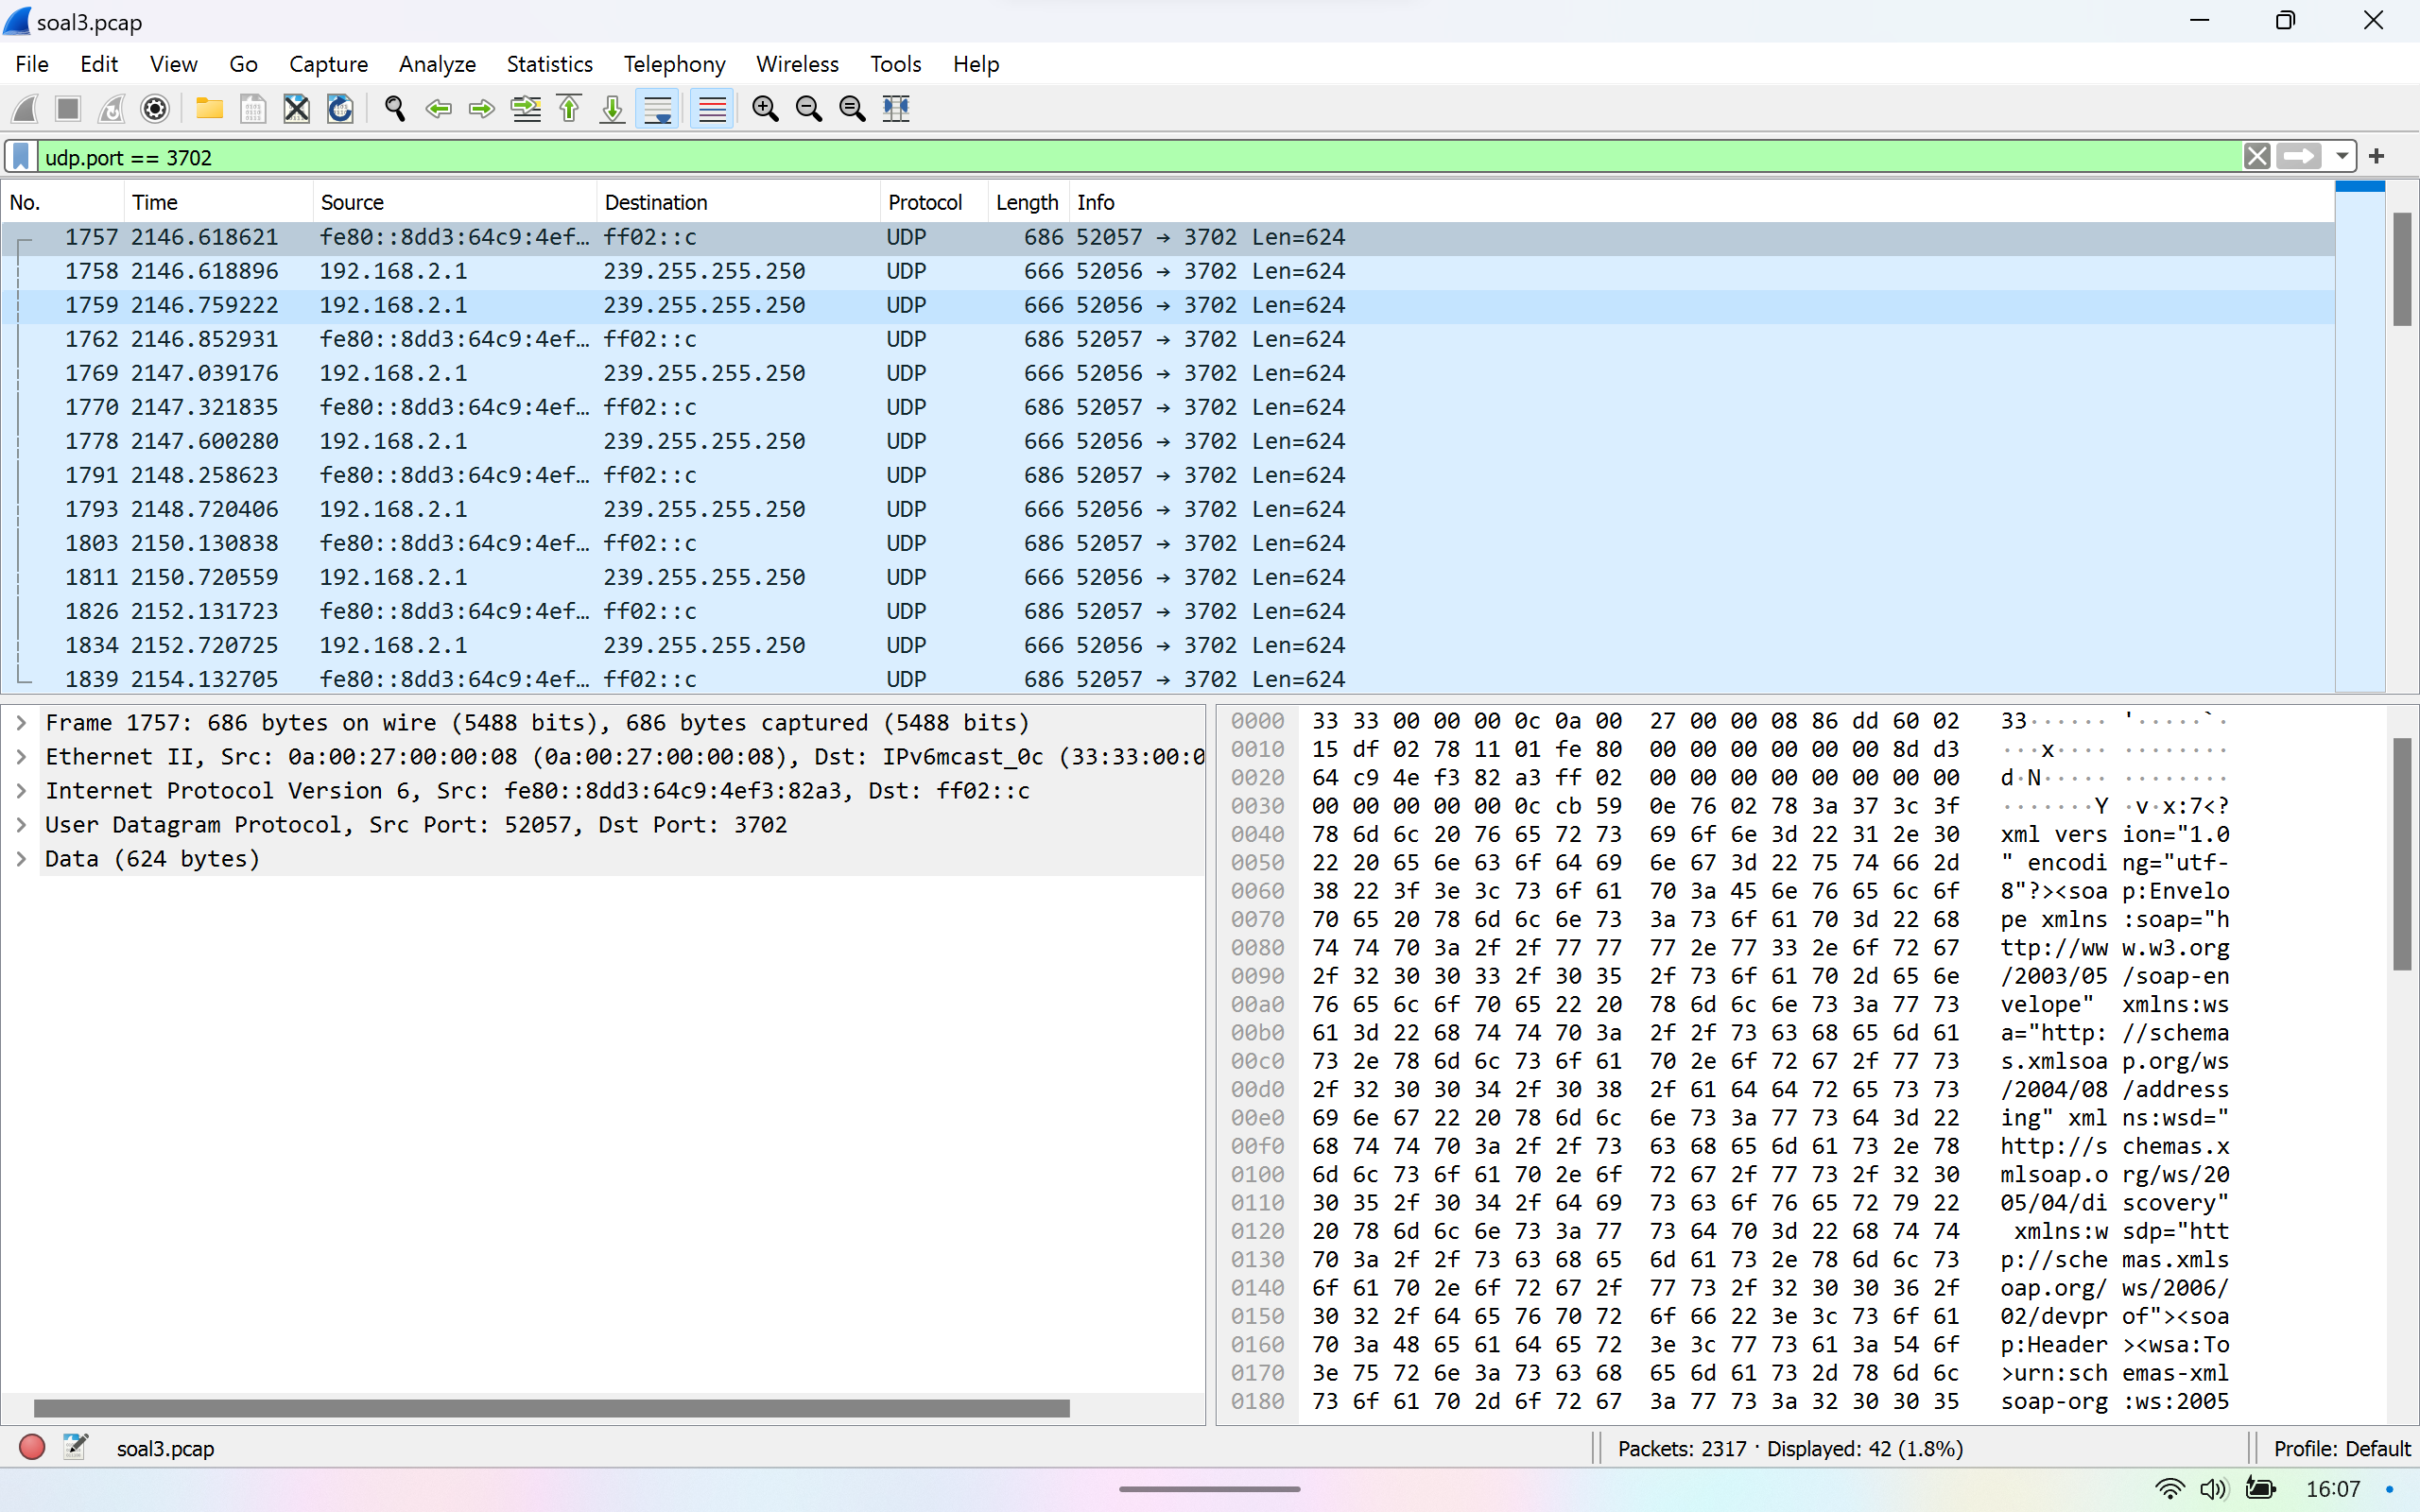 soal3.pcap
File Edit View Go Capture Analyze Statistics Telephony Wireless Tools Help
udp.port == 3702
No. Time Source Destination Protocol Length Info
1757 2146.618621 fe80::8dd3:64c9:4ef… ff02::c UDP 686 52057 → 3702 Len=624
1758 2146.618896 192.168.2.1 239.255.255.250 UDP 666 52056 → 3702 Len=624
1759 2146.759222 192.168.2.1 239.255.255.250 UDP 666 52056 → 3702 Len=624
1762 2146.852931 fe80::8dd3:64c9:4ef… ff02::c UDP 686 52057 → 3702 Len=624
1769 2147.039176 192.168.2.1 239.255.255.250 UDP 666 52056 → 3702 Len=624
1770 2147.321835 fe80::8dd3:64c9:4ef… ff02::c UDP 686 52057 → 3702 Len=624
1778 2147.600280 192.168.2.1 239.255.255.250 UDP 666 52056 → 3702 Len=624
1791 2148.258623 fe80::8dd3:64c9:4ef… ff02::c UDP 686 52057 → 3702 Len=624
1793 2148.720406 192.168.2.1 239.255.255.250 UDP 666 52056 → 3702 Len=624
1803 2150.130838 fe80::8dd3:64c9:4ef… ff02::c UDP 686 52057 → 3702 Len=624
1811 2150.720559 192.168.2.1 239.255.255.250 UDP 666 52056 → 3702 Len=624
1826 2152.131723 fe80::8dd3:64c9:4ef… ff02::c UDP 686 52057 → 3702 Len=624
1834 2152.720725 192.168.2.1 239.255.255.250 UDP 666 52056 → 3702 Len=624
1839 2154.132705 fe80::8dd3:64c9:4ef… ff02::c UDP 686 52057 → 3702 Len=624
Frame 1757: 686 bytes on wire (5488 bits), 686 bytes captured (5488 bits)
Ethernet II, Src: 0a:00:27:00:00:08 (0a:00:27:00:00:08), Dst: IPv6mcast_0c (33:33:00:0
Internet Protocol Version 6, Src: fe80::8dd3:64c9:4ef3:82a3, Dst: ff02::c
User Datagram Protocol, Src Port: 52057, Dst Port: 3702
Data (624 bytes)
0000 33 33 00 00 00 0c 0a 00 27 00 00 08 86 dd 60 02 33······ '·····`·
0010 15 df 02 78 11 01 fe 80 00 00 00 00 00 00 8d d3 ···x···· ········
0020 64 c9 4e f3 82 a3 ff 02 00 00 00 00 00 00 00 00 d·N····· ········
0030 00 00 00 00 00 0c cb 59 0e 76 02 78 3a 37 3c 3f ·······Y ·v·x:7<?
0040 78 6d 6c 20 76 65 72 73 69 6f 6e 3d 22 31 2e 30 xml vers ion="1.0
0050 22 20 65 6e 63 6f 64 69 6e 67 3d 22 75 74 66 2d " encodi ng="utf-
0060 38 22 3f 3e 3c 73 6f 61 70 3a 45 6e 76 65 6c 6f 8"?><soa p:Envelo
0070 70 65 20 78 6d 6c 6e 73 3a 73 6f 61 70 3d 22 68 pe xmlns :soap="h
0080 74 74 70 3a 2f 2f 77 77 77 2e 77 33 2e 6f 72 67 ttp://ww w.w3.org
0090 2f 32 30 30 33 2f 30 35 2f 73 6f 61 70 2d 65 6e /2003/05 /soap-en
00a0 76 65 6c 6f 70 65 22 20 78 6d 6c 6e 73 3a 77 73 velope"  xmlns:ws
00b0 61 3d 22 68 74 74 70 3a 2f 2f 73 63 68 65 6d 61 a="http: //schema
00c0 73 2e 78 6d 6c 73 6f 61 70 2e 6f 72 67 2f 77 73 s.xmlsoa p.org/ws
00d0 2f 32 30 30 34 2f 30 38 2f 61 64 64 72 65 73 73 /2004/08 /address
00e0 69 6e 67 22 20 78 6d 6c 6e 73 3a 77 73 64 3d 22 ing" xml ns:wsd="
00f0 68 74 74 70 3a 2f 2f 73 63 68 65 6d 61 73 2e 78 http://s chemas.x
0100 6d 6c 73 6f 61 70 2e 6f 72 67 2f 77 73 2f 32 30 mlsoap.o rg/ws/20
0110 30 35 2f 30 34 2f 64 69 73 63 6f 76 65 72 79 22 05/04/di scovery"
0120 20 78 6d 6c 6e 73 3a 77 73 64 70 3d 22 68 74 74 xmlns:w sdp="htt
0130 70 3a 2f 2f 73 63 68 65 6d 61 73 2e 78 6d 6c 73 p://sche mas.xmls
0140 6f 61 70 2e 6f 72 67 2f 77 73 2f 32 30 30 36 2f oap.org/ ws/2006/
0150 30 32 2f 64 65 76 70 72 6f 66 22 3e 3c 73 6f 61 02/devpr of"><soa
0160 70 3a 48 65 61 64 65 72 3e 3c 77 73 61 3a 54 6f p:Header ><wsa:To
0170 3e 75 72 6e 3a 73 63 68 65 6d 61 73 2d 78 6d 6c >urn:sch emas-xml
0180 73 6f 61 70 2d 6f 72 67 3a 77 73 3a 32 30 30 35 soap-org :ws:2005
soal3.pcap Packets: 2317 · Displayed: 42 (1.8%) Profile: Default
16:07